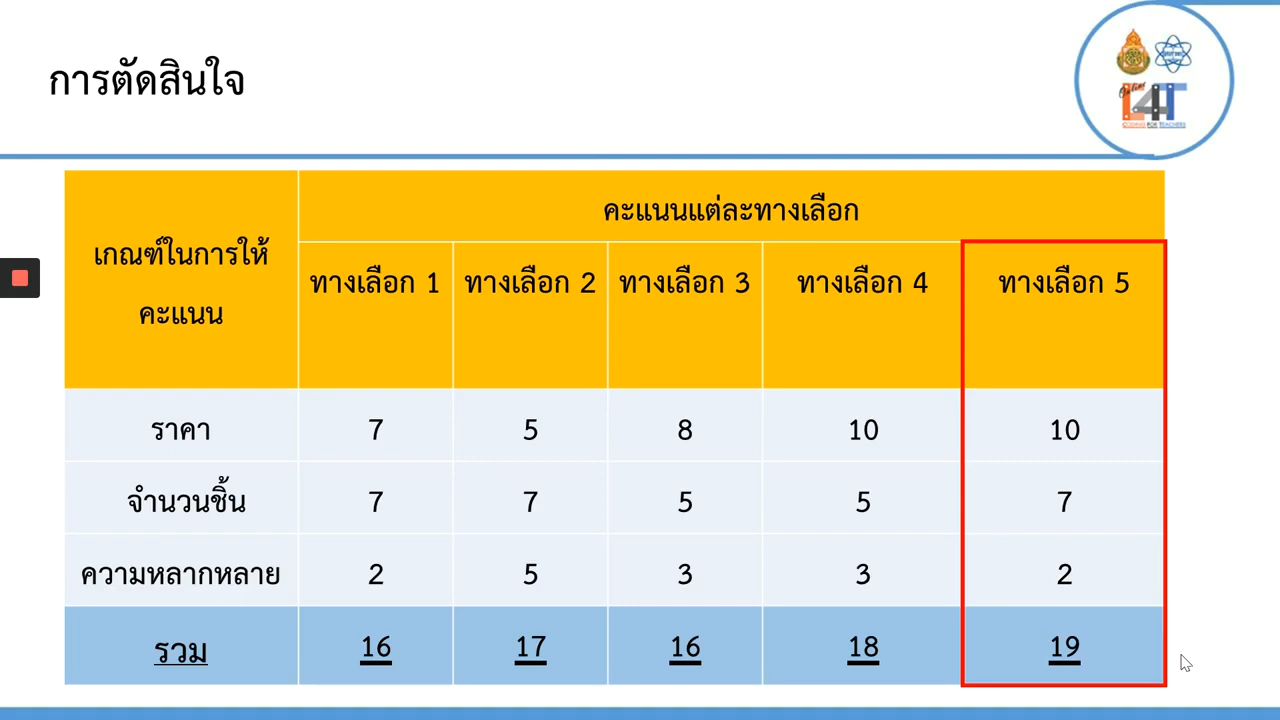 การตัดสินใจ
Online
C4T
CODING FOR TEACHERS
เกณฑ์ในการให้
คะแนน
คะแนนแต่ละทางเลือก
ทางเลือก 1 ทางเลือก 2 ทางเลือก 3 ทางเลือก 4 ทางเลือก 5
ราคา 7 5 8 10 10
จำนวนชิ้น 7 7 5 5 7
ความหลากหลาย 2 5 3 3 2
รวม 16 17 16 18 19